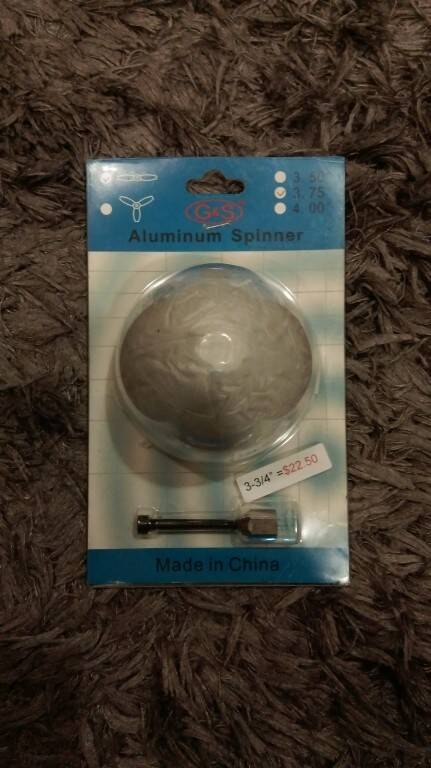 3.50"
3.75"
4.00"
G&S
Aluminum Spinner
3-3/4" =$22.50
Made in China